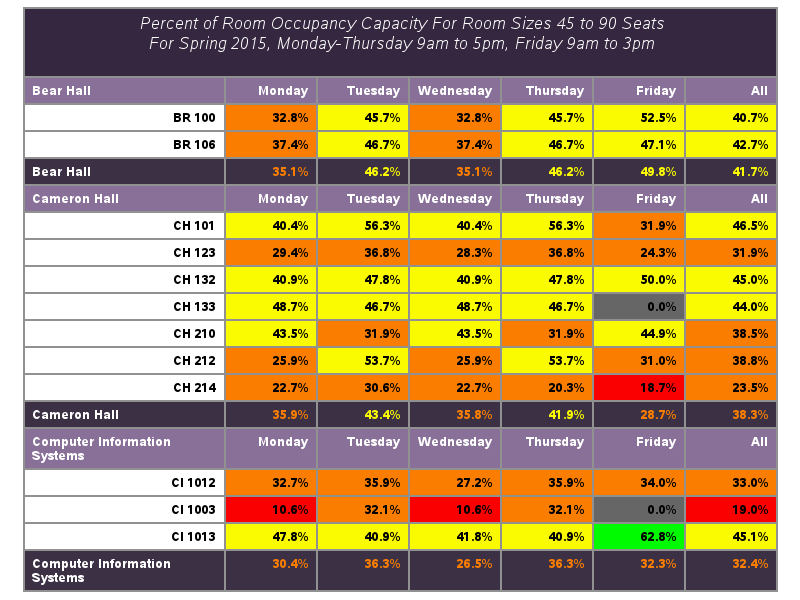 Percent of Room Occupancy Capacity For Room Sizes 45 to 90 Seats
For Spring 2015, Monday-Thursday 9am to 5pm, Friday 9am to 3pm
Bear Hall Monday Tuesday Wednesday Thursday Friday All
BR 100 32.8% 45.7% 32.8% 45.7% 52.5% 40.7%
BR 106 37.4% 46.7% 37.4% 46.7% 47.1% 42.7%
Bear Hall 35.1% 46.2% 35.1% 46.2% 49.8% 41.7%
Cameron Hall Monday Tuesday Wednesday Thursday Friday All
CH 101 40.4% 56.3% 40.4% 56.3% 31.9% 46.5%
CH 123 29.4% 36.8% 28.3% 36.8% 24.3% 31.9%
CH 132 40.9% 47.8% 40.9% 47.8% 50.0% 45.0%
CH 133 48.7% 46.7% 48.7% 46.7% 0.0% 44.0%
CH 210 43.5% 31.9% 43.5% 31.9% 44.9% 38.5%
CH 212 25.9% 53.7% 25.9% 53.7% 31.0% 38.8%
CH 214 22.7% 30.6% 22.7% 20.3% 18.7% 23.5%
Cameron Hall 35.9% 43.4% 35.8% 41.9% 28.7% 38.3%
Computer Information Monday Tuesday Wednesday Thursday Friday All
Systems
CI 1012 32.7% 35.9% 27.2% 35.9% 34.0% 33.0%
CI 1003 10.6% 32.1% 10.6% 32.1% 0.0% 19.0%
CI 1013 47.8% 40.9% 41.8% 40.9% 62.8% 45.1%
Computer Information 30.4% 36.3% 26.5% 36.3% 32.3% 32.4%
Systems